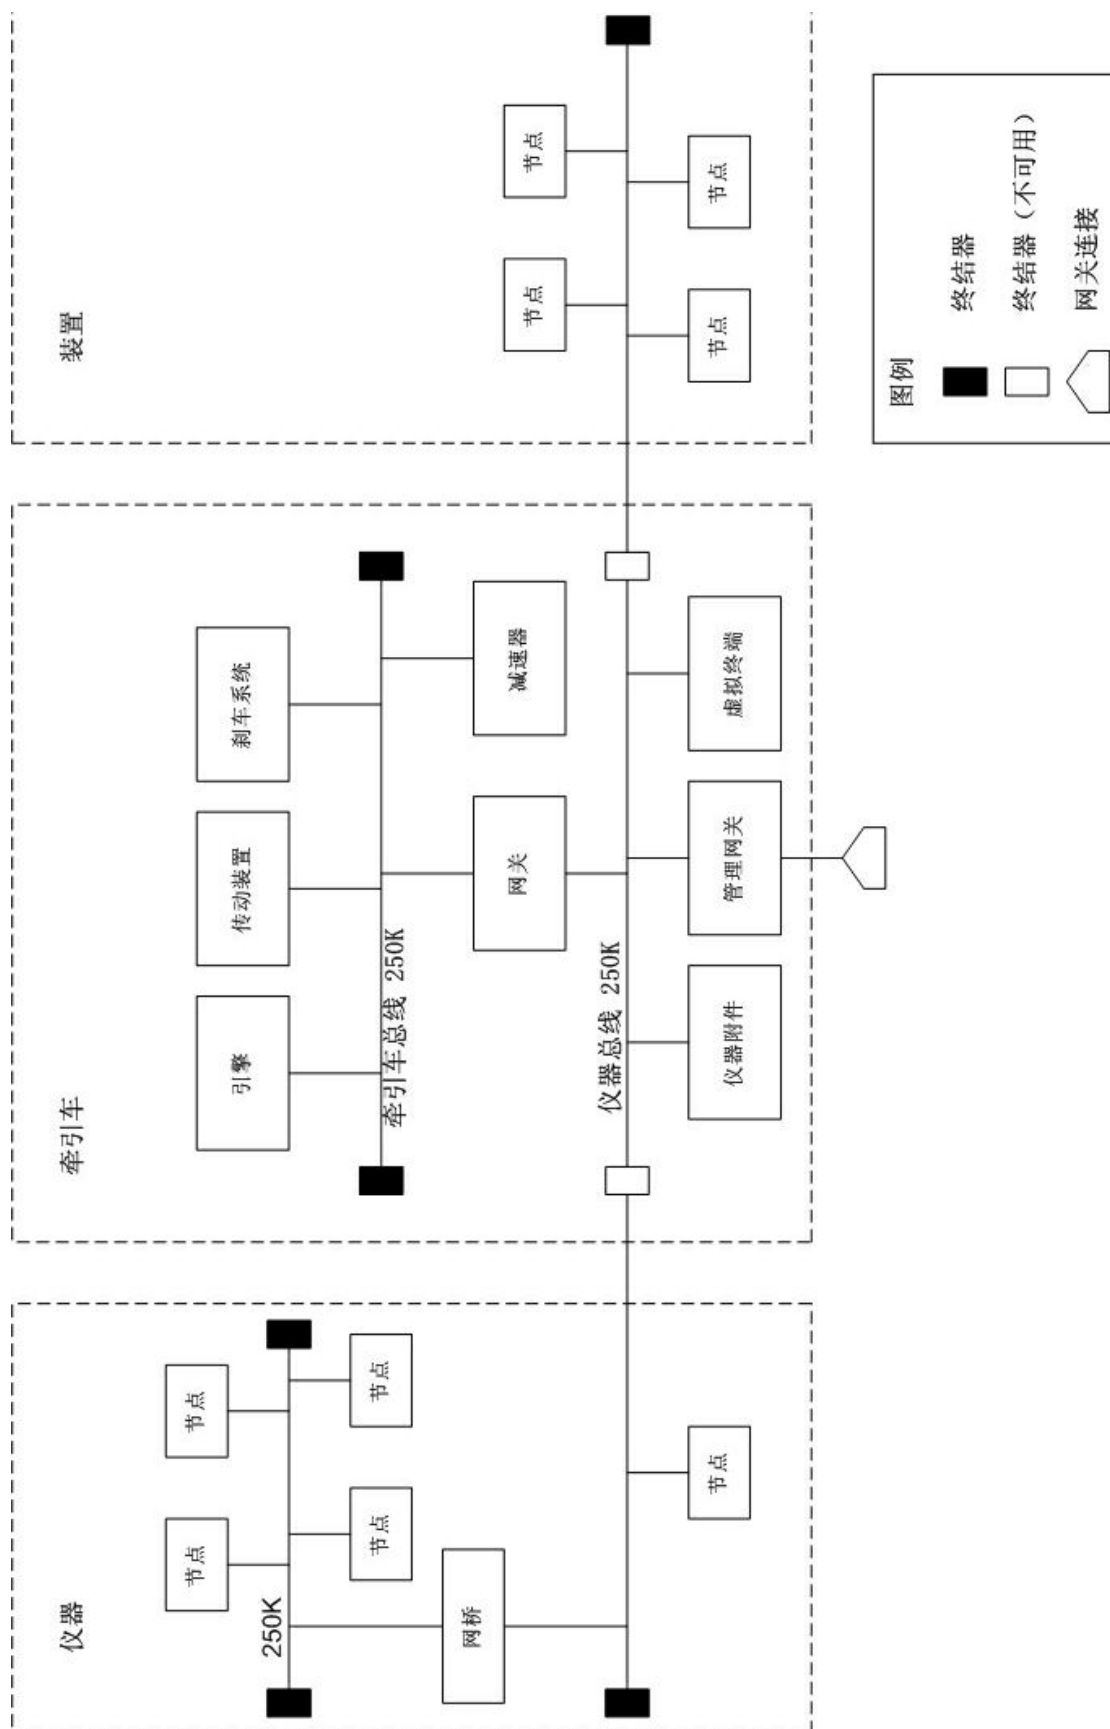 仪器
250K
节点
节点
节点
节点
网桥
节点
牵引车
引擎
传动装置
刹车系统
牵引车总线 250K
网关
减速器
仪器总线 250K
仪器附件
管理网关
虚拟终端
装置
节点
节点
节点
节点
图例
终结器
终结器（不可用）
网关连接